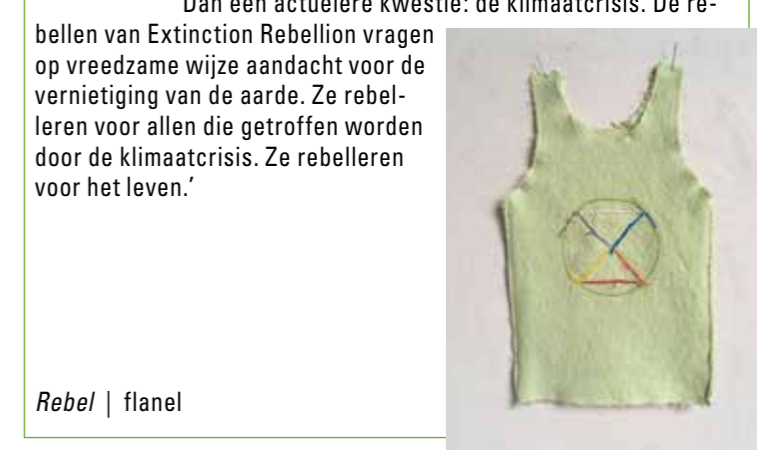 Dan een actuelere kwestie: de klimaatcrisis. De re-
bellen van Extinction Rebellion vragen
op vreedzame wijze aandacht voor de
vernietiging van de aarde. Ze rebel-
leren voor allen die getroffen worden
door de klimaatcrisis. Ze rebelleren
voor het leven.’
Rebel | flanel